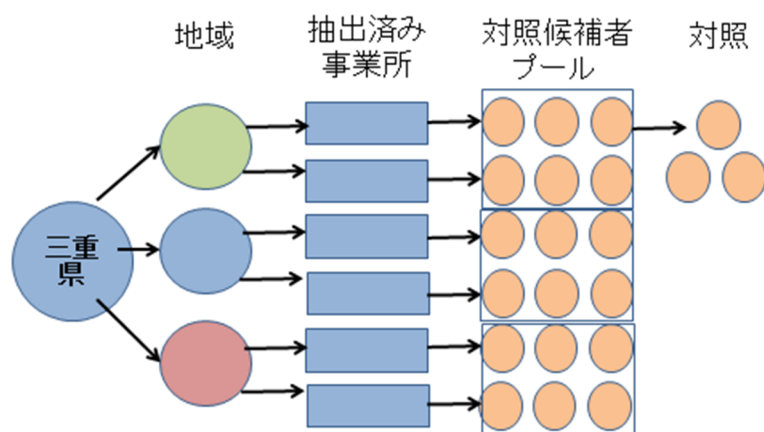 地域
抽出済み
事業所
対照候補者
プール
対照
三重
県